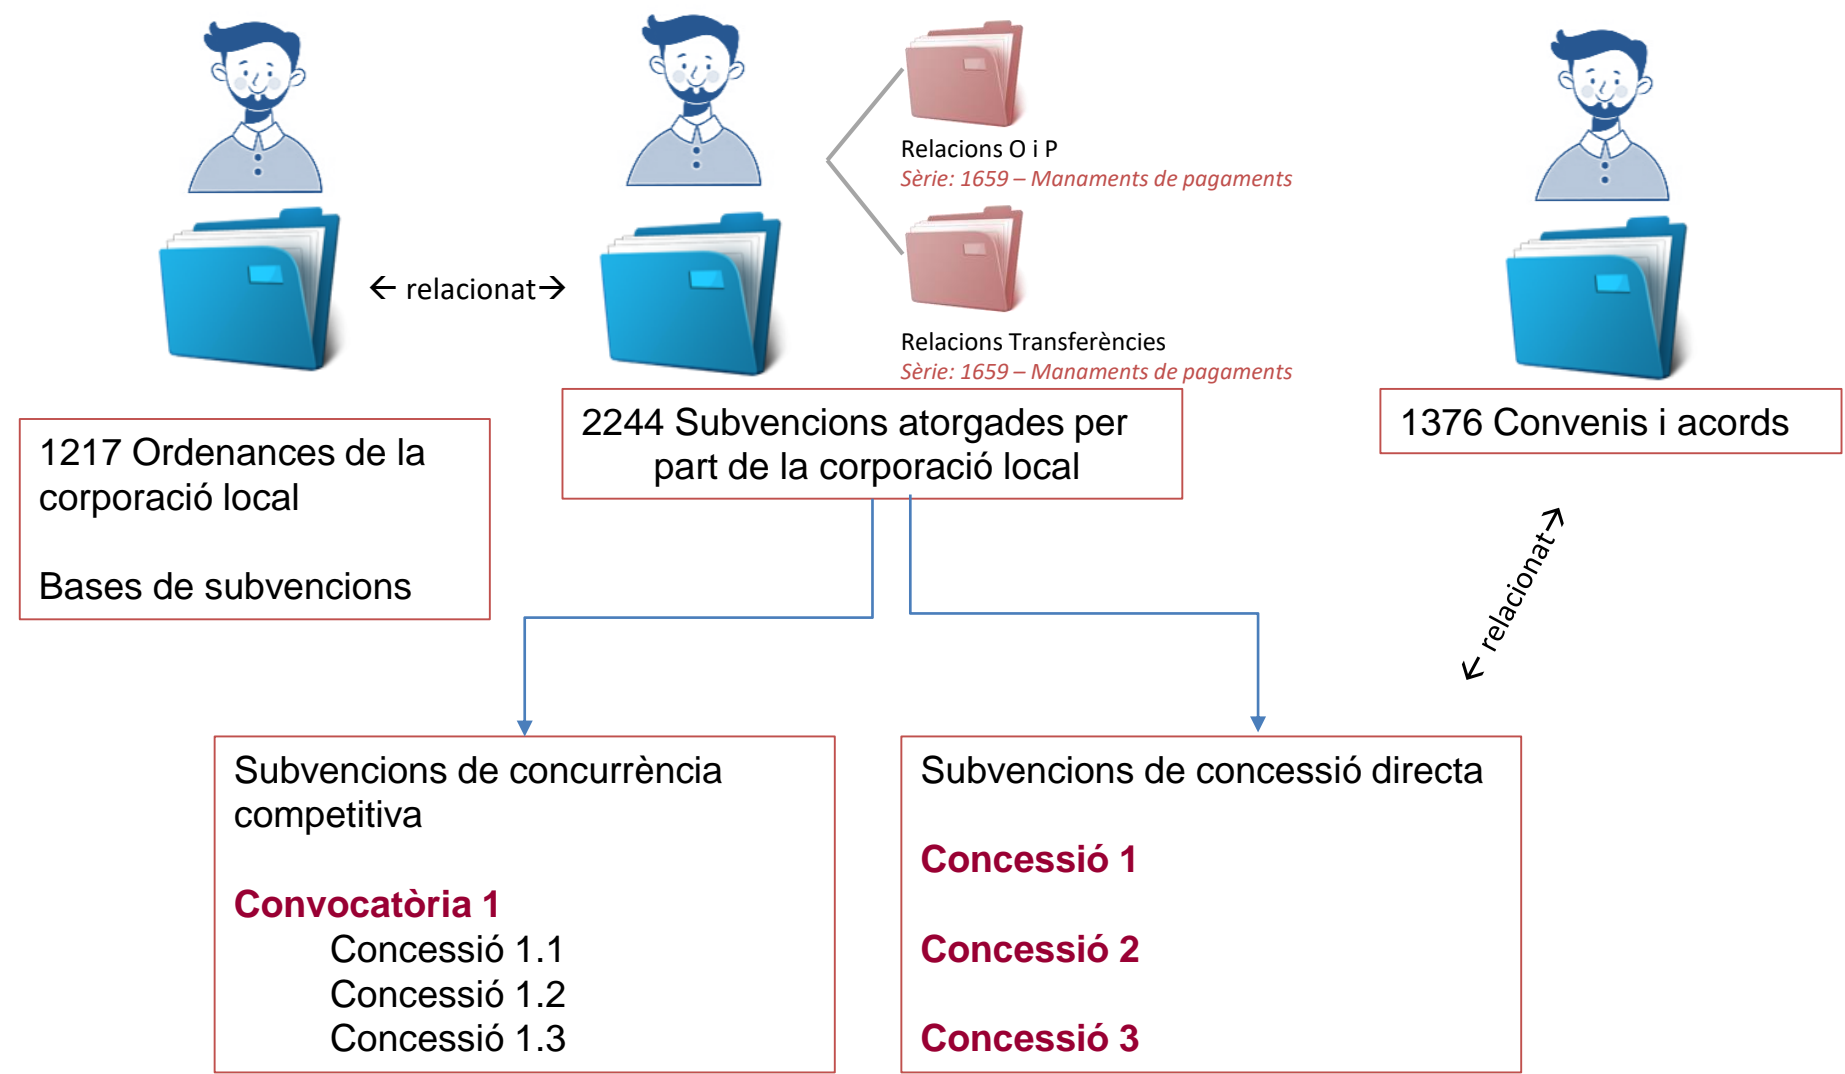 Relacions O i P
Sèrie: 1659 – Manaments de pagaments
← relacionat→
Relacions Transferències
Sèrie: 1659 – Manaments de pagaments
1217 Ordenances de la
corporació local
Bases de subvencions
2244 Subvencions atorgades per
part de la corporació local
1376 Convenis i acords
← relacionat→
Subvencions de concurrència
competitiva
Convocatòria 1
Concessió 1.1
Concessió 1.2
Concessió 1.3
Subvencions de concessió directa
Concessió 1
Concessió 2
Concessió 3